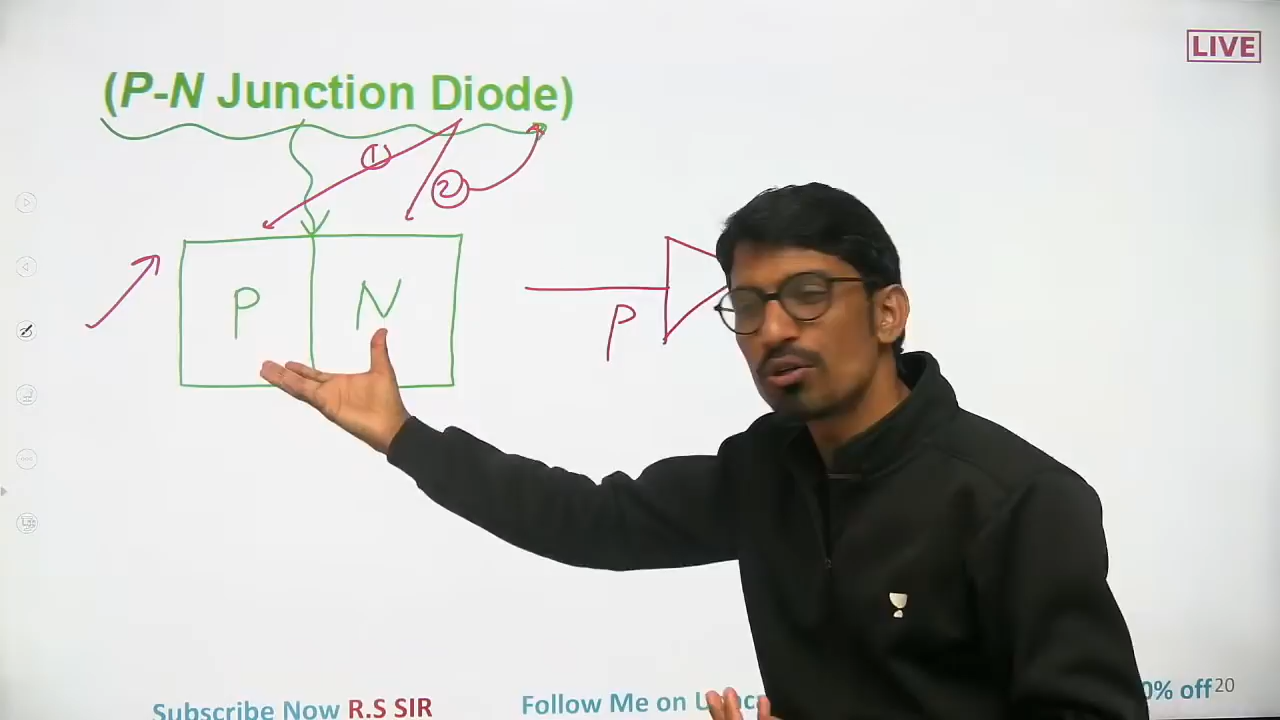 LIVE
(P-N Junction Diode)
1
2
P N
P
Subscribe Now R.S SIR
Follow Me on
0% off 20